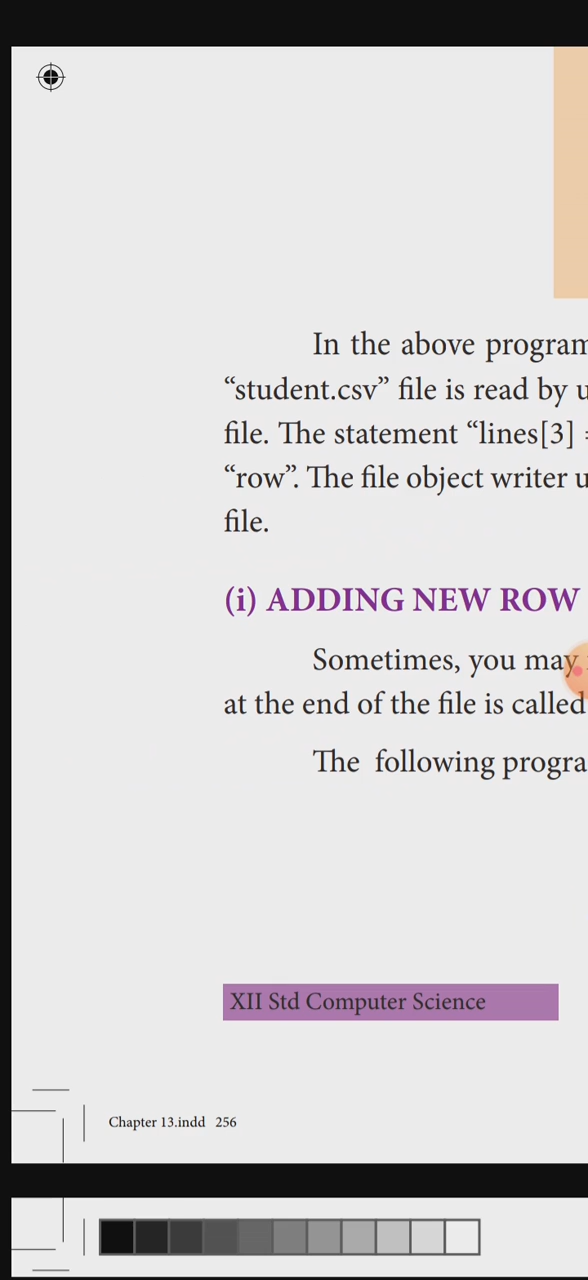 In the above program
“student.csv” file is read by u
file. The statement “lines[3] =
“row”. The file object writer u
file.
(i) ADDING NEW ROW
Sometimes, you may
at the end of the file is called
The following progra
XII Std Computer Science
Chapter 13.indd 256